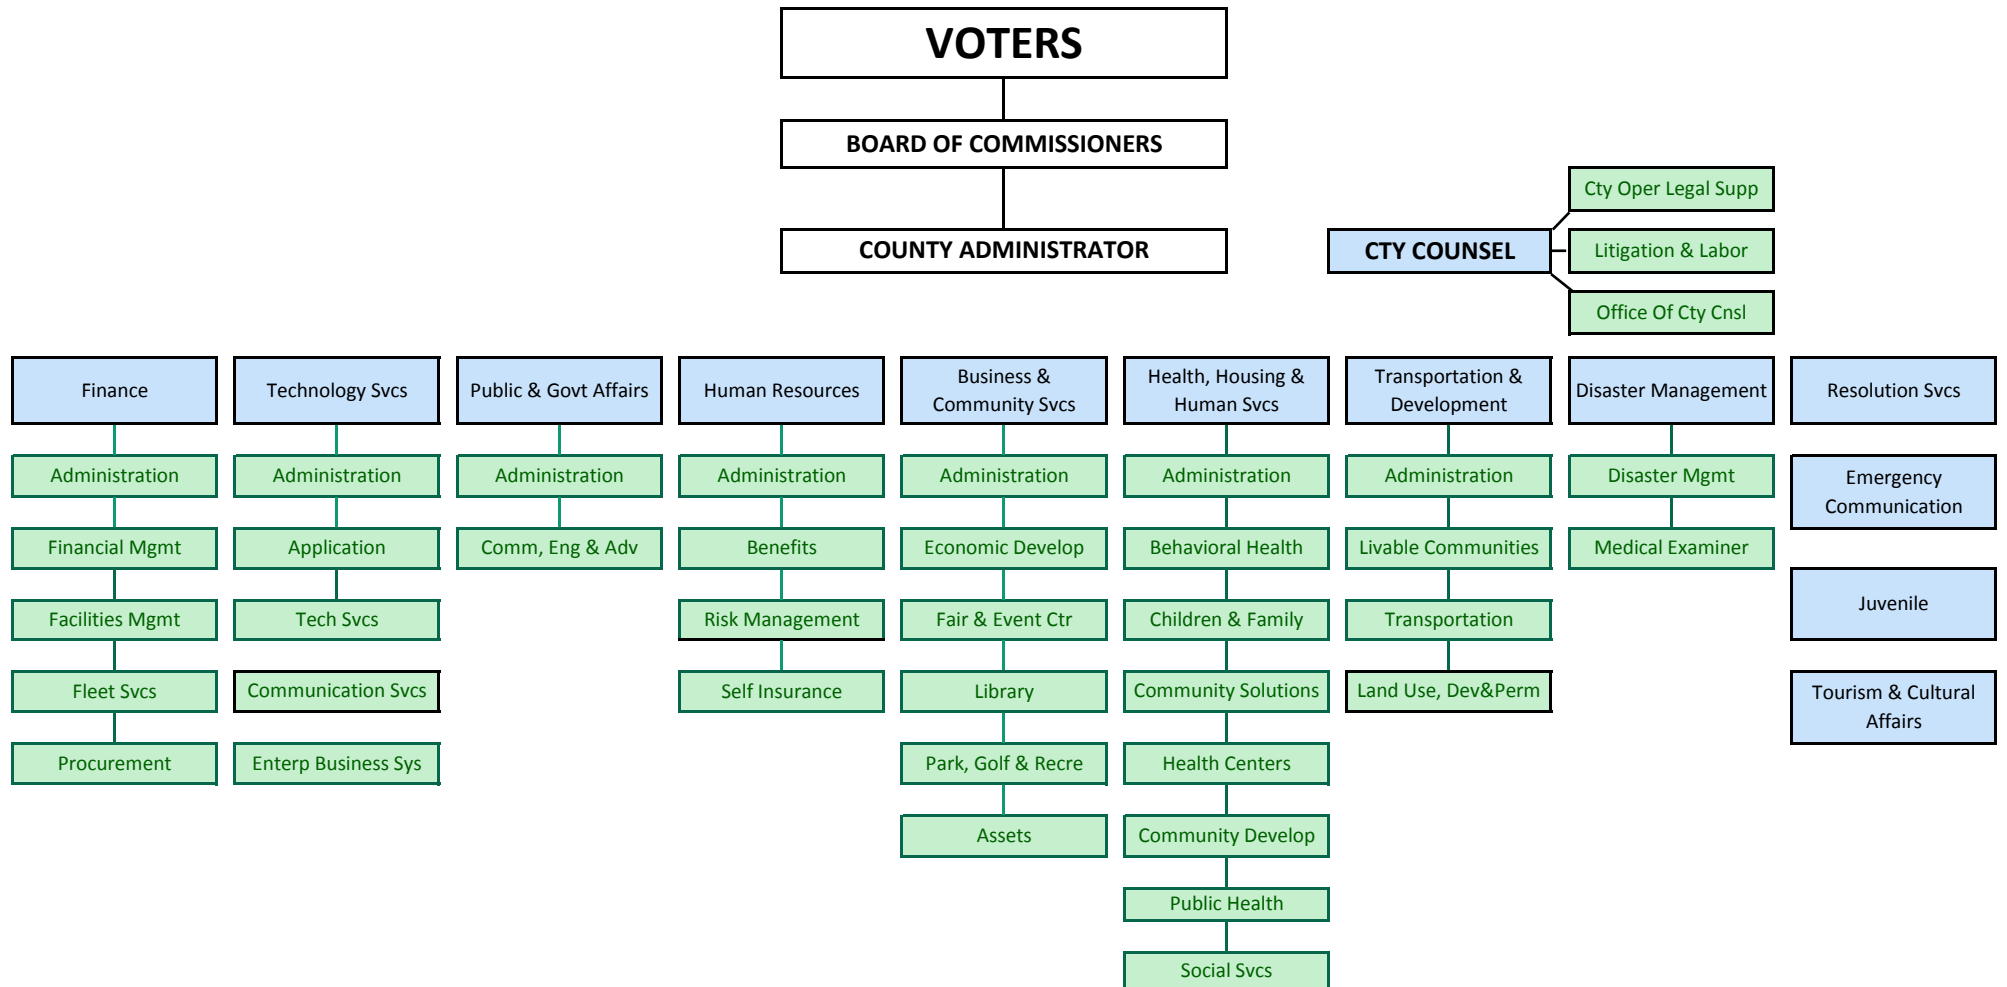 VOTERS
BOARD OF COMMISSIONERS
COUNTY ADMINISTRATOR
CTY COUNSEL
Cty Oper Legal Supp
Litigation & Labor
Office Of Cty Cnsl
Finance
Administration
Financial Mgmt
Facilities Mgmt
Fleet Svcs
Procurement
Technology Svcs
Administration
Application
Tech Svcs
Communication Svcs
Enterp Business Sys
Public & Govt Affairs
Administration
Comm, Eng & Adv
Human Resources
Administration
Benefits
Risk Management
Self Insurance
Business &
Community Svcs
Administration
Economic Develop
Fair & Event Ctr
Library
Park, Golf & Recre
Assets
Health, Housing &
Human Svcs
Administration
Behavioral Health
Children & Family
Community Solutions
Health Centers
Community Develop
Public Health
Social Svcs
Transportation &
Development
Administration
Livable Communities
Transportation
Land Use, Dev&Perm
Disaster Management
Disaster Mgmt
Medical Examiner
Resolution Svcs
Emergency
Communication
Juvenile
Tourism & Cultural
Affairs